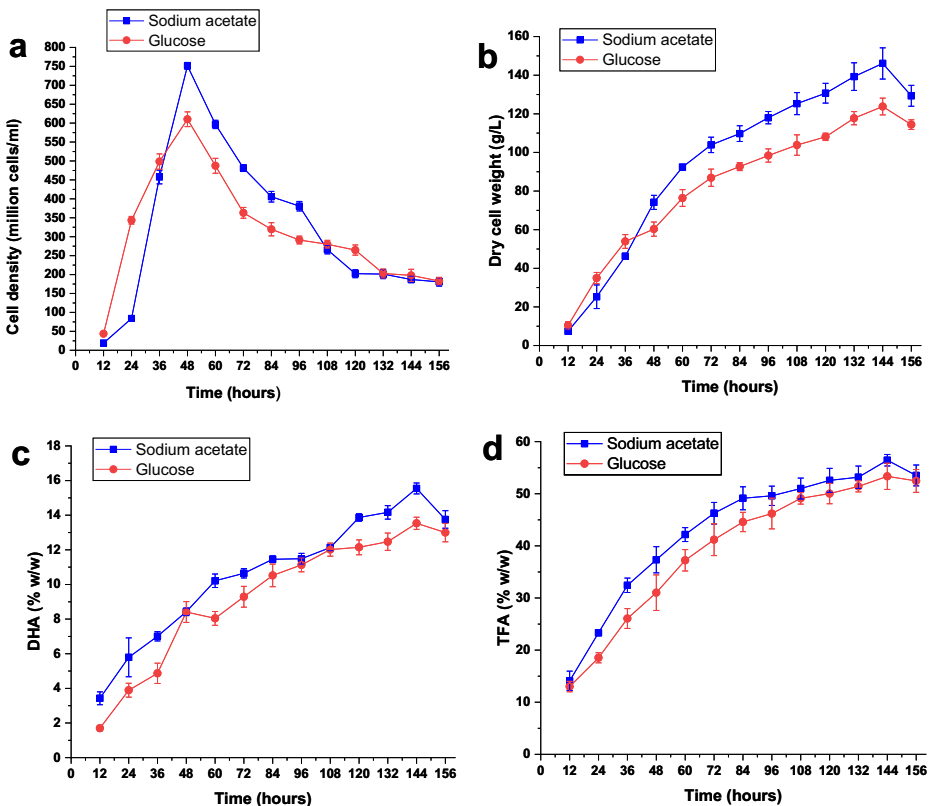 a
Sodium acetate
Glucose
800
750
700
650
600
550
500
450
400
350
300
250
200
150
100
50
0
Cell density (million cells/ml)
0 12 24 36 48 60 72 84 96 108 120 132 144 156
Time (hours)
b
Sodium acetate
Glucose
160
140
120
100
80
60
40
20
0
Dry cell weight (g/L)
0 12 24 36 48 60 72 84 96 108 120 132 144 156
Time (hours)
c
Sodium acetate
Glucose
18
16
14
12
10
8
6
4
2
0
DHA (% w/w)
0 12 24 36 48 60 72 84 96 108 120 132 144 156
Time (hours)
d
Sodium acetate
Glucose
60
50
40
30
20
10
0
TFA (% w/w)
0 12 24 36 48 60 72 84 96 108 120 132 144 156
Time (hours)